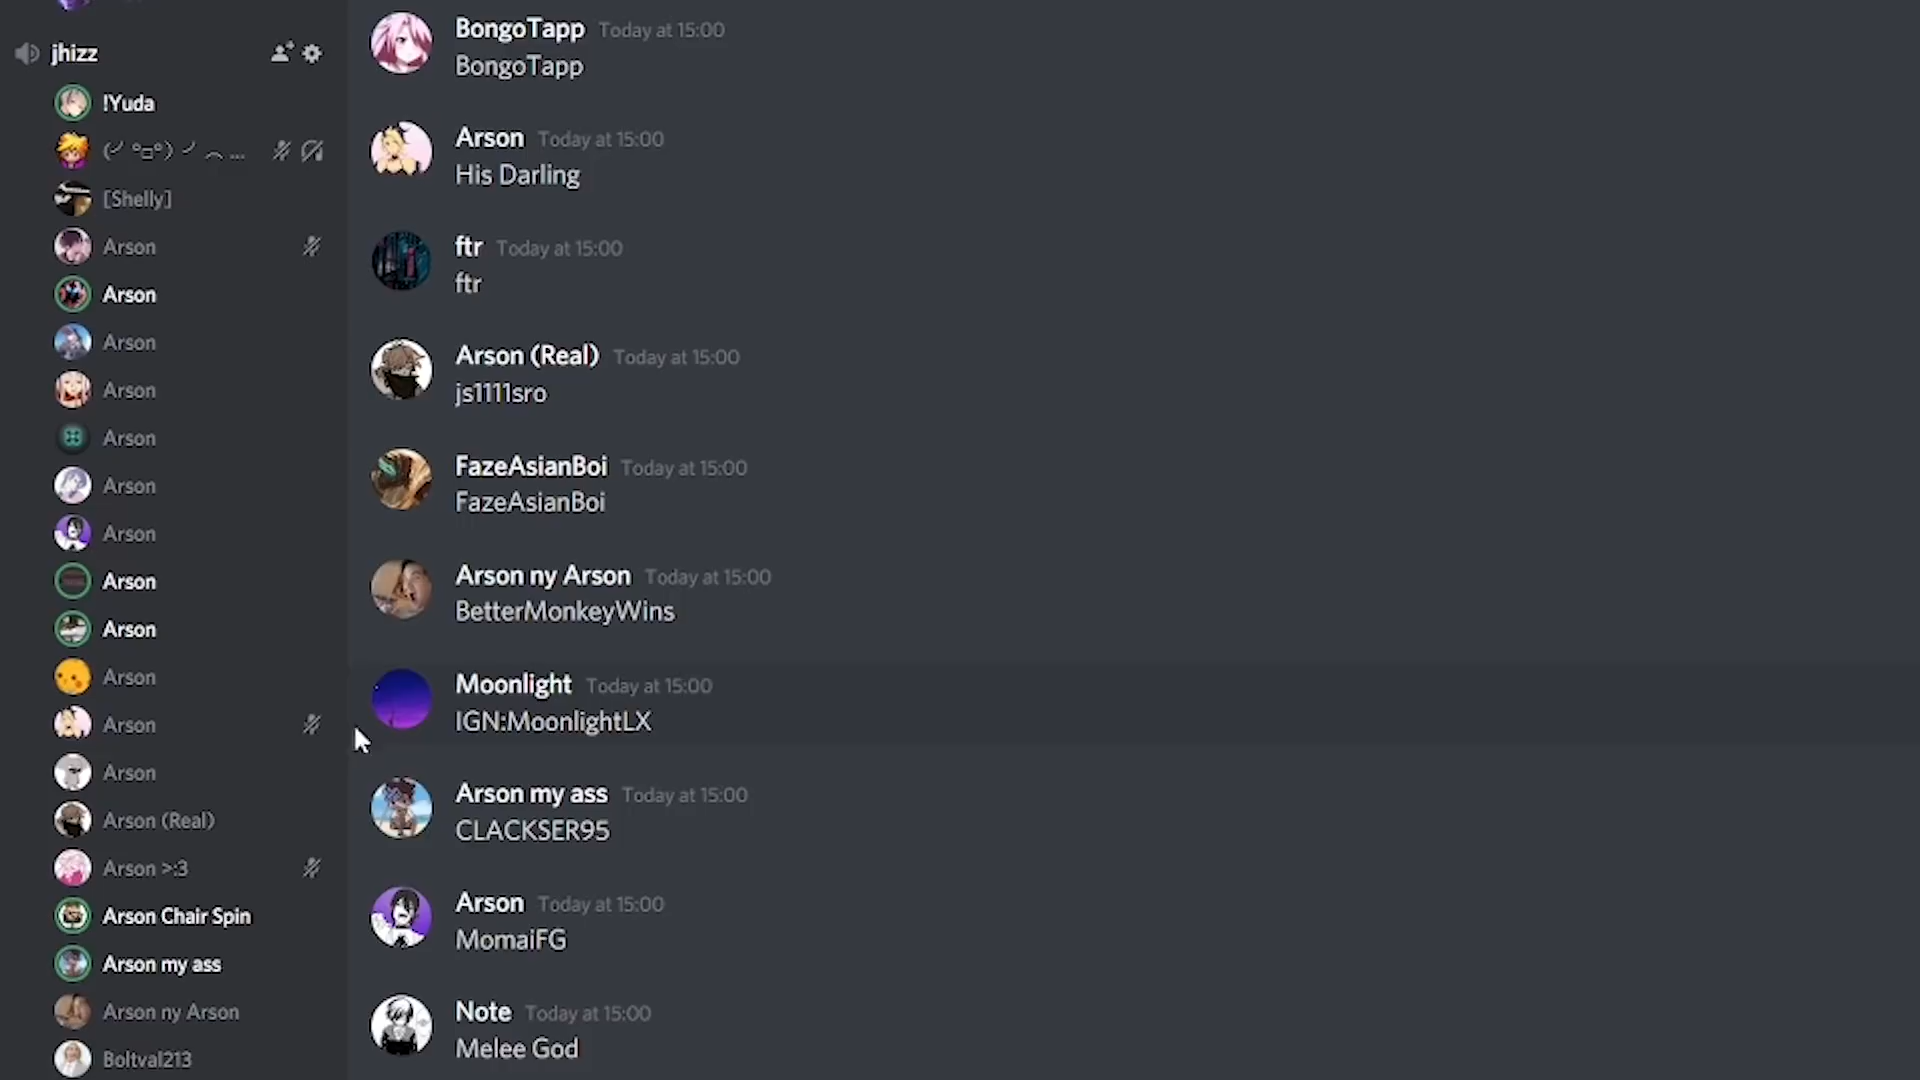 jhizz
!Yuda
(╯°□°)╯︵ ...
[Shelly]
Arson
Arson
Arson
Arson
Arson
Arson
Arson
Arson
Arson
Arson
Arson
Arson
Arson (Real)
Arson >:3
Arson Chair Spin
Arson my ass
Arson ny Arson
Boltval213
BongoTapp Today at 15:00
BongoTapp
Arson Today at 15:00
His Darling
ftr Today at 15:00
ftr
Arson (Real) Today at 15:00
js1111sro
FazeAsianBoi Today at 15:00
FazeAsianBoi
Arson ny Arson Today at 15:00
BetterMonkeyWins
Moonlight Today at 15:00
IGN:MoonlightLX
Arson my ass Today at 15:00
CLACKSER95
Arson Today at 15:00
MomaiFG
Note Today at 15:00
Melee God